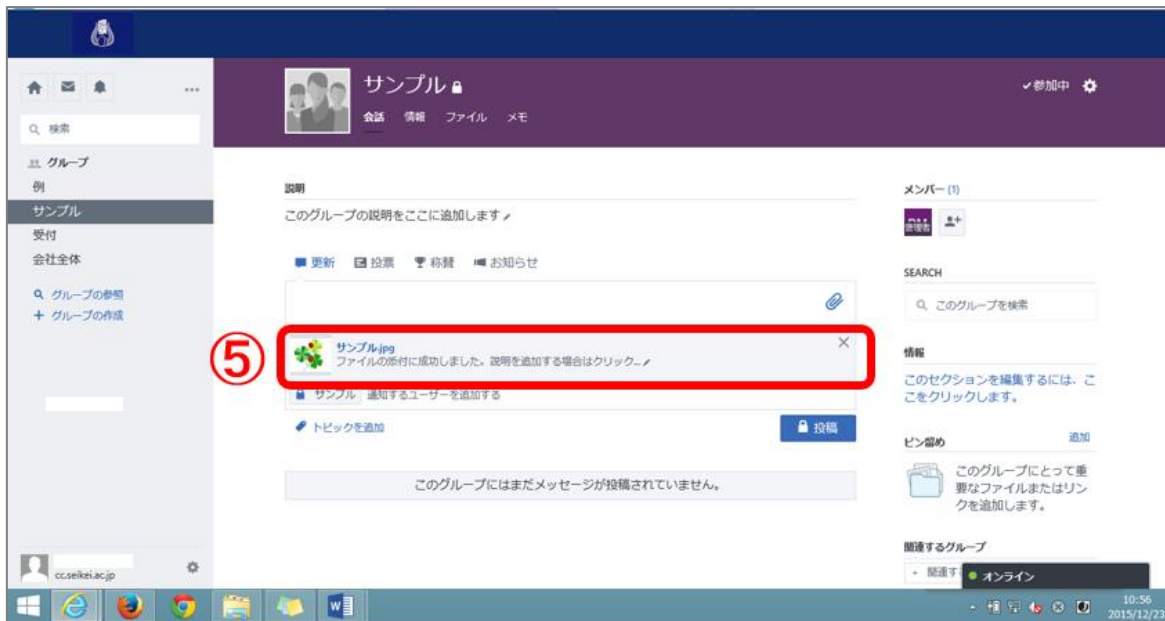 サンプル
参加中
会話 情報 ファイル メモ
検索
グループ
例
サンプル
受付
会社全体
グループの参照
グループの作成
説明
このグループの説明をここに追加します
更新 投票 称賛 お知らせ
⑤
サンプル.jpg
ファイルの添付に成功しました。説明を追加する場合はクリック...
サンプル 通知するユーザーを追加する
トピックを追加
投稿
このグループにはまだメッセージが投稿されていません。
メンバー (1)
管理者
SEARCH
このグループを検索
情報
このセクションを編集するには、こ
こをクリックします。
ピン留め 追加
このグループにとって重
要なファイルまたはリン
クを追加します。
関連するグループ
+ 関連す
オンライン
cc.seikei.ac.jp
10:56
2015/12/23